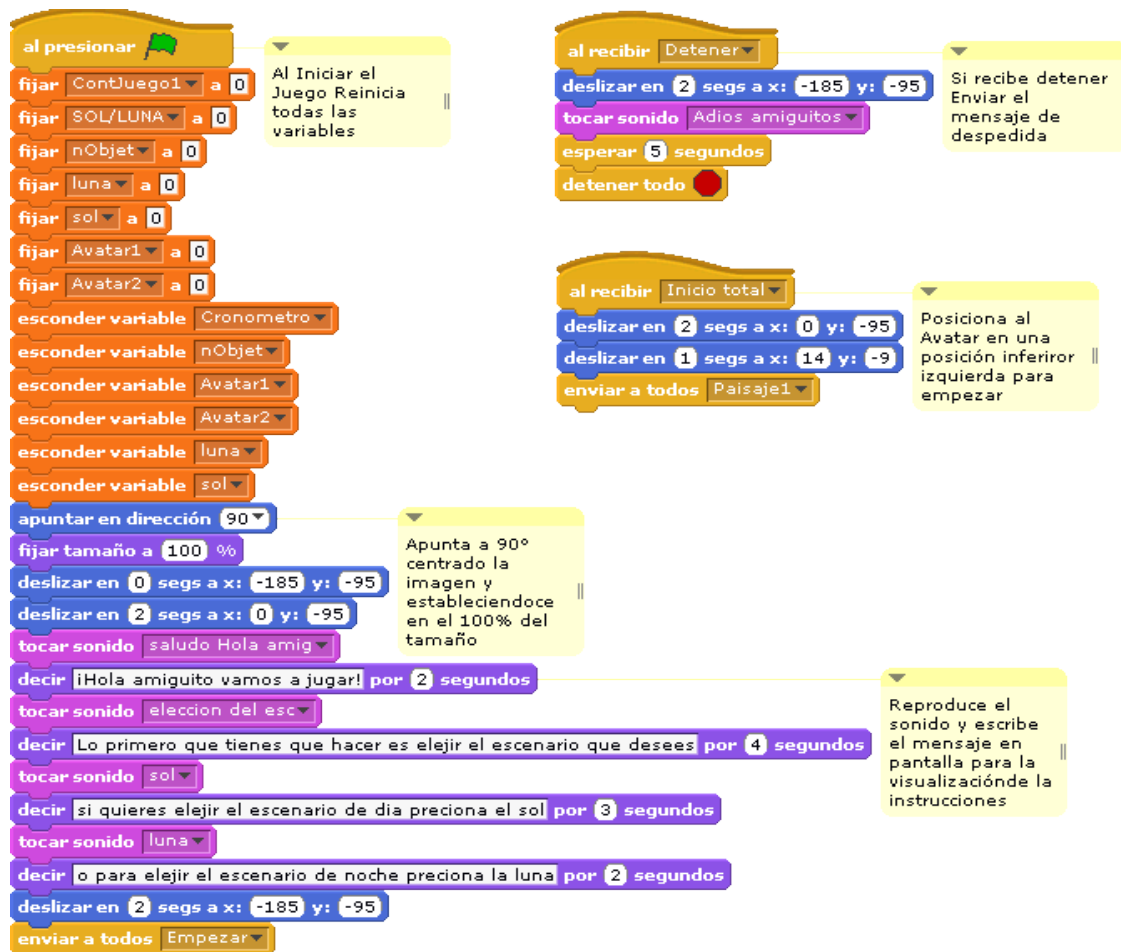 al presionar
fijar ContJuego1 a 0
fijar SOL/LUNA a 0
fijar nObjet a 0
fijar luna a 0
fijar sol a 0
fijar Avatar1 a 0
fijar Avatar2 a 0
esconder variable Cronometro
esconder variable nObjet
esconder variable Avatar1
esconder variable Avatar2
esconder variable luna
esconder variable sol
apuntar en dirección 90
fijar tamaño a 100 %
deslizar en 0 segs a x: -185 y: -95
deslizar en 2 segs a x: 0 y: -95
tocar sonido saludo Hola amig
decir ¡Hola amiguito vamos a jugar! por 2 segundos
tocar sonido eleccion del esc
decir Lo primero que tienes que hacer es elejir el escenario que desees por 4 segundos
tocar sonido sol
decir si quieres elejir el escenario de dia preciona el sol por 3 segundos
tocar sonido luna
decir o para elejir el escenario de noche preciona la luna por 2 segundos
deslizar en 2 segs a x: -185 y: -95
enviar a todos Empezar
Al Iniciar el
Juego Reinicia
todas las
variables
Apunta a 90º
centrado la
imagen y
estableciendoce
en el 100% del
tamaño
Reproduce el
sonido y escribe
el mensaje en
pantalla para la
visualizaciónde la
instrucciones
al recibir Detener
deslizar en 2 segs a x: -185 y: -95
tocar sonido Adios amiguitos
esperar 5 segundos
detener todo
Si recibe detener
Enviar el
mensaje de
despedida
al recibir Inicio total
deslizar en 2 segs a x: 0 y: -95
deslizar en 1 segs a x: 14 y: -9
enviar a todos Paisaje1
Posiciona al
Avatar en una
posición inferiror
izquierda para
empezar